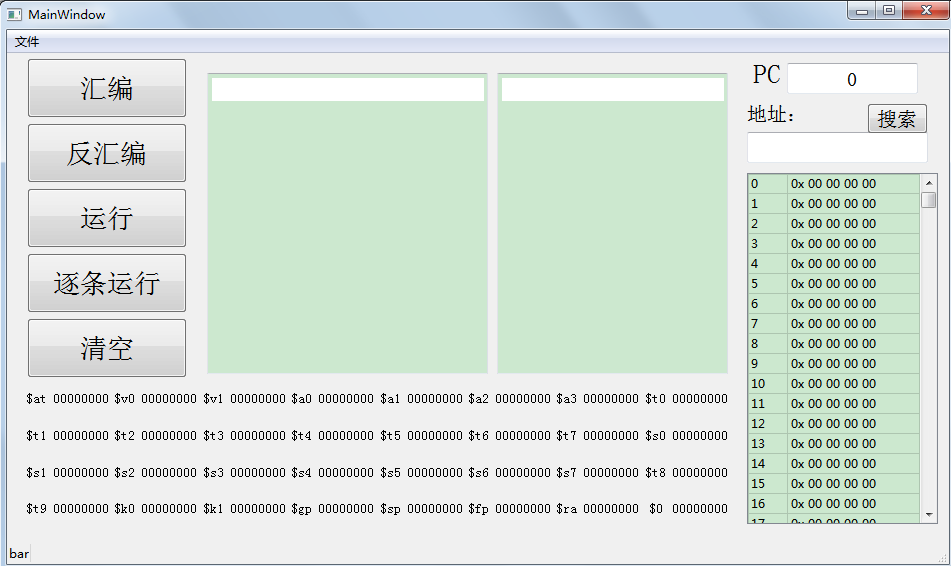 MainWindow
文件
汇编
反汇编
运行
逐条运行
清空
PC 0
地址：
搜索
0 0x 00 00 00 00
1 0x 00 00 00 00
2 0x 00 00 00 00
3 0x 00 00 00 00
4 0x 00 00 00 00
5 0x 00 00 00 00
6 0x 00 00 00 00
7 0x 00 00 00 00
8 0x 00 00 00 00
9 0x 00 00 00 00
10 0x 00 00 00 00
11 0x 00 00 00 00
12 0x 00 00 00 00
13 0x 00 00 00 00
14 0x 00 00 00 00
15 0x 00 00 00 00
16 0x 00 00 00 00
17 0x 00 00 00 00
$at 00000000 $v0 00000000 $v1 00000000 $a0 00000000 $a1 00000000 $a2 00000000 $a3 00000000 $t0 00000000
$t1 00000000 $t2 00000000 $t3 00000000 $t4 00000000 $t5 00000000 $t6 00000000 $t7 00000000 $s0 00000000
$s1 00000000 $s2 00000000 $s3 00000000 $s4 00000000 $s5 00000000 $s6 00000000 $s7 00000000 $t8 00000000
$t9 00000000 $k0 00000000 $k1 00000000 $gp 00000000 $sp 00000000 $fp 00000000 $ra 00000000 $0 00000000
bar